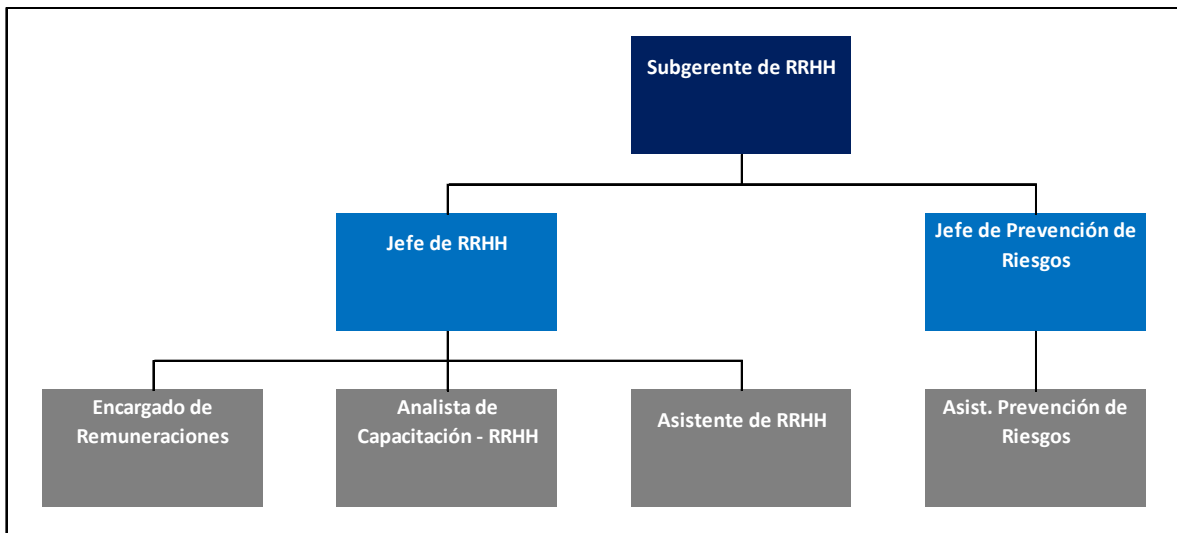 Subgerente de RRHH
Jefe de RRHH
Jefe de Prevención de
Riesgos
Encargado de
Remuneraciones
Analista de
Capacitación - RRHH
Asistente de RRHH
Asist. Prevención de
Riesgos